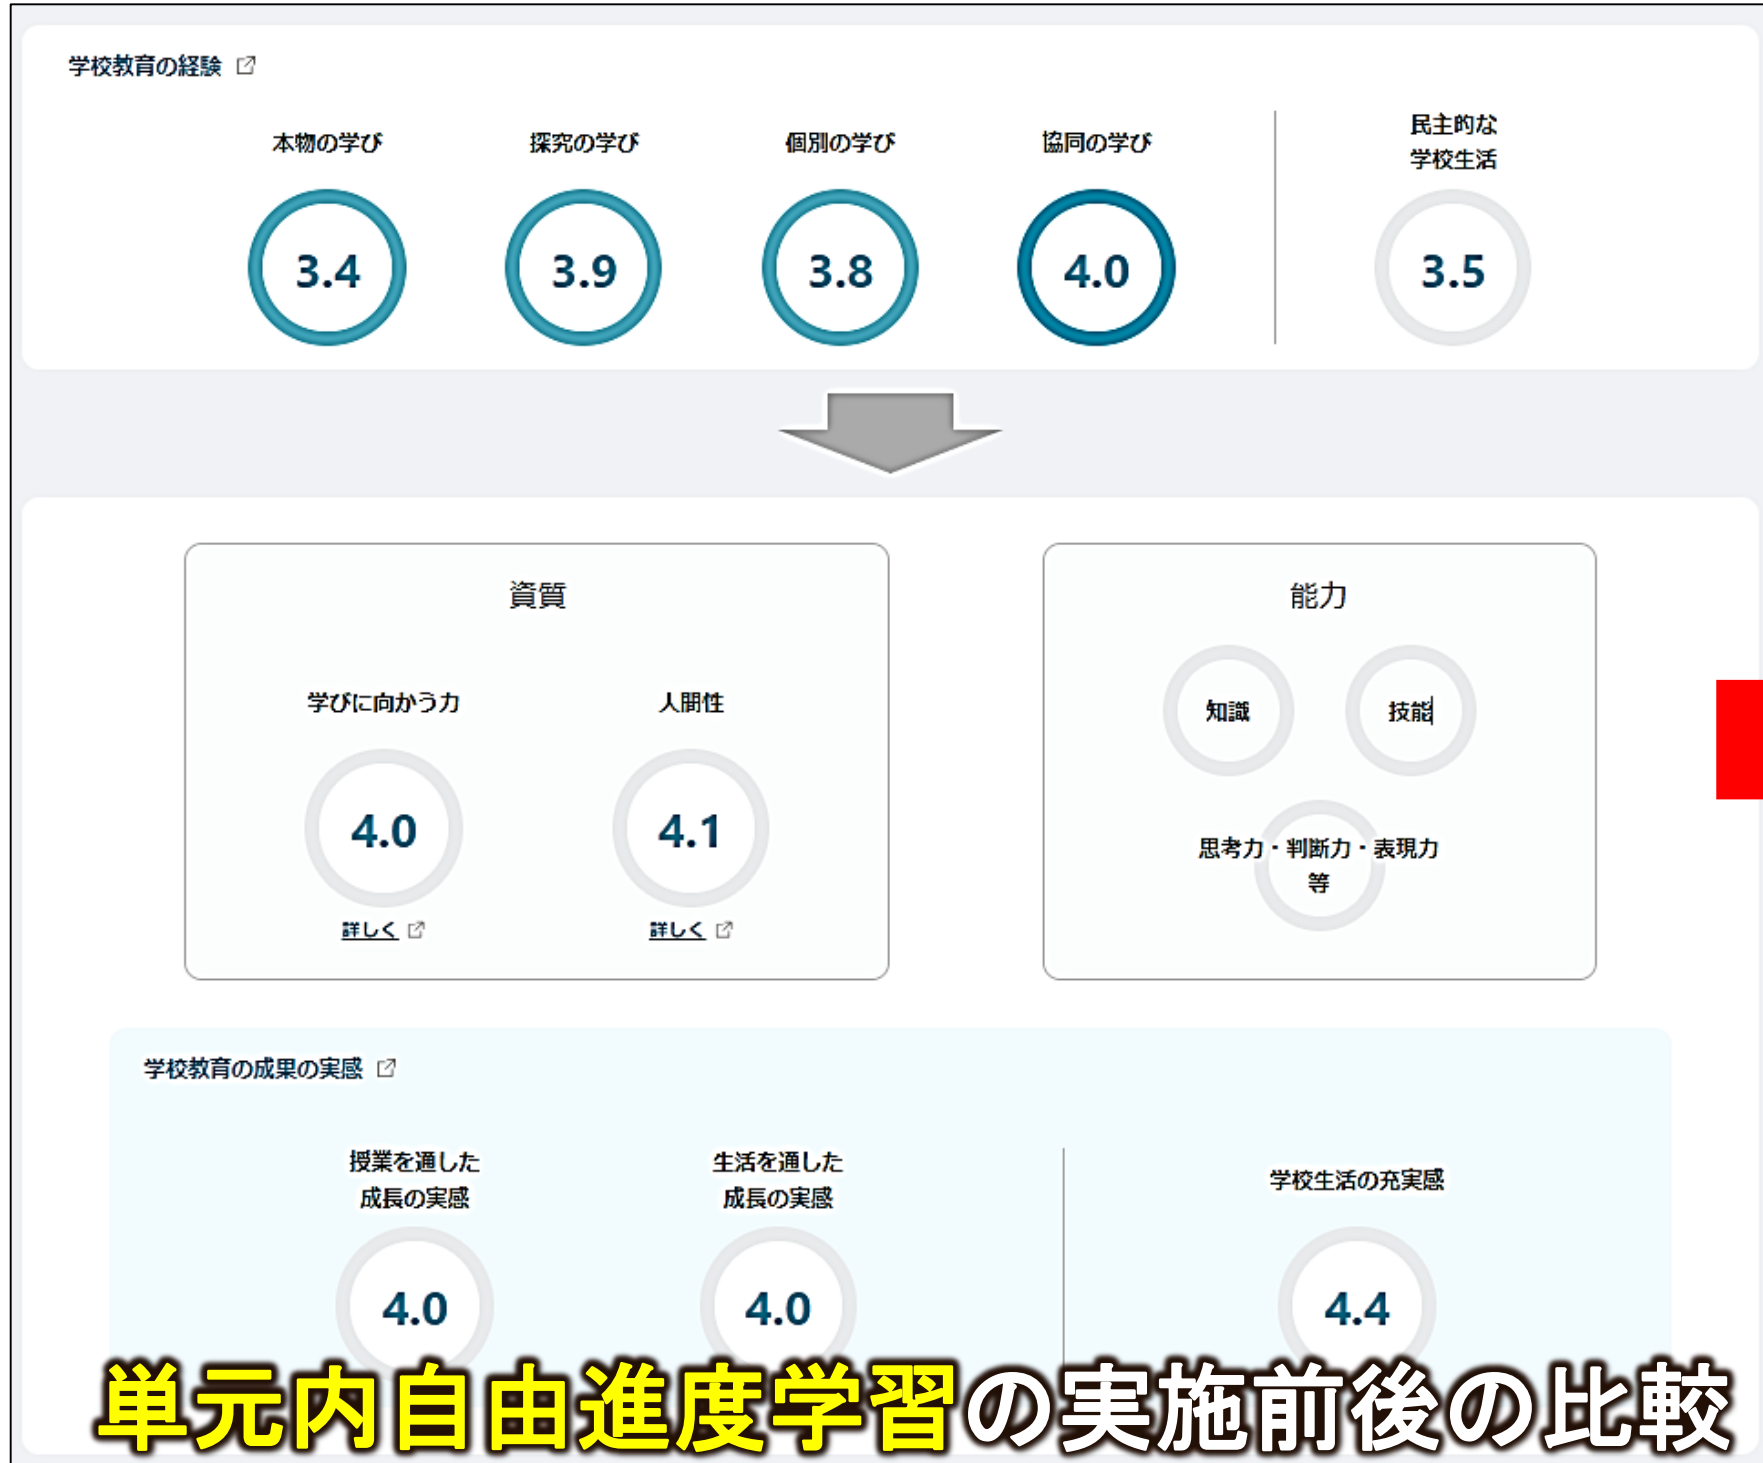 学校教育の経験
本物の学び
探究の学び
個別の学び
協同の学び
民主的な
学校生活
3.4
3.9
3.8
4.0
3.5
資質
学びに向かう力
人間性
4.0
4.1
詳しく
詳しく
能力
知識
技能
思考力・判断力・表現力
等
学校教育の成果の実感
授業を通した
成長の実感
生活を通した
成長の実感
学校生活の充実感
4.0
4.0
4.4
単元内自由進度学習の実施前後の比較